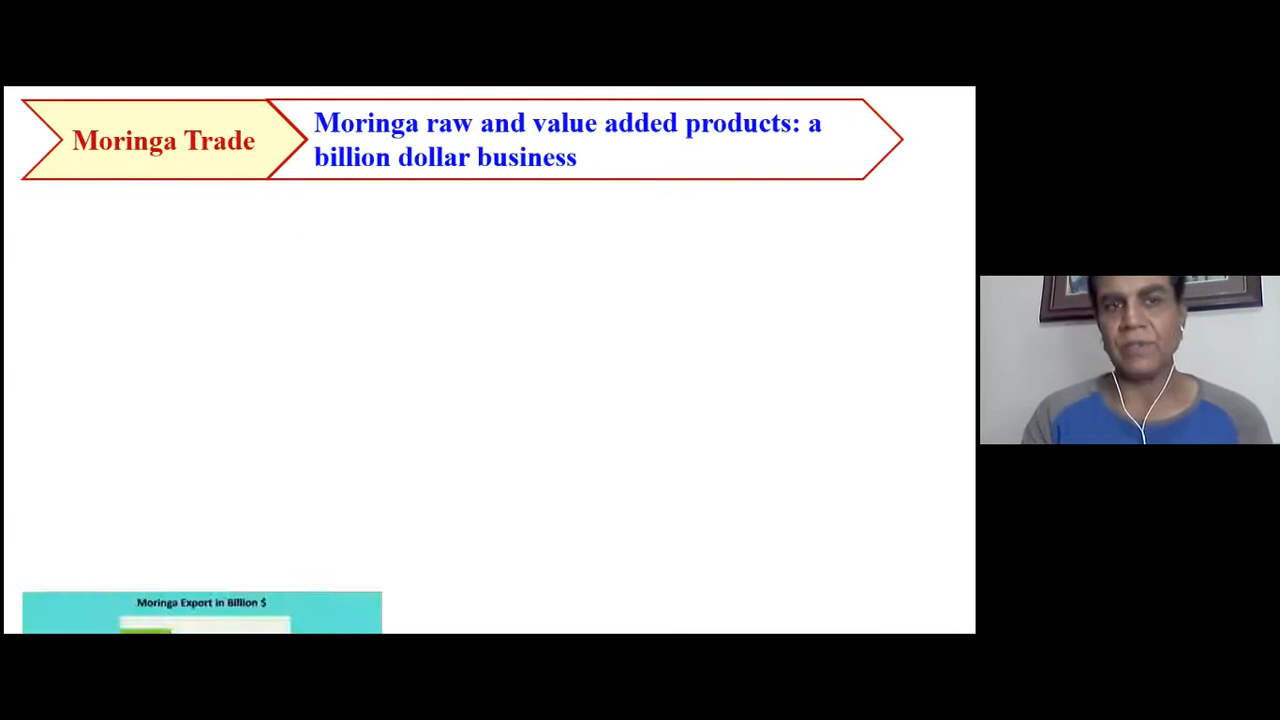 Moringa Trade
Moringa raw and value added products: a
billion dollar business
Moringa Export in Billion $